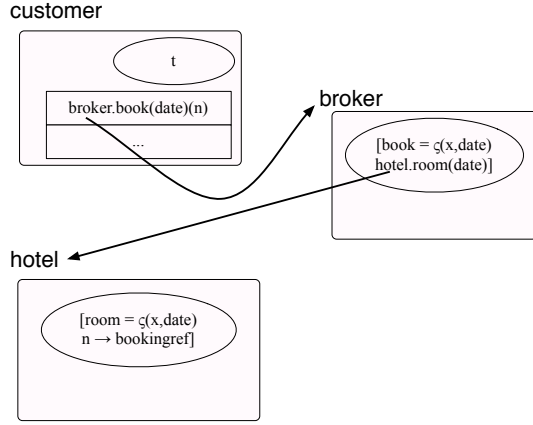 customer
t
broker.book(date)(n)
...
broker
[book = ς(x,date)
hotel.room(date)]
hotel
[room = ς(x,date)
n → bookingref]